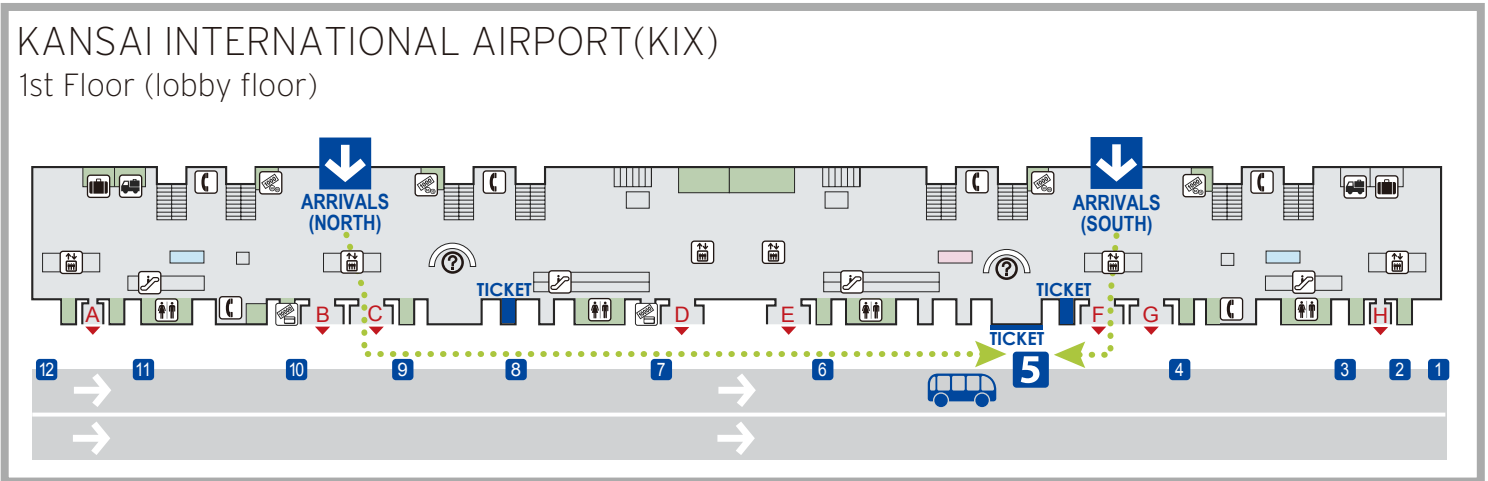 KANSAI INTERNATIONAL AIRPORT(KIX)
1st Floor (lobby floor)
ARRIVALS
(NORTH)
ARRIVALS
(SOUTH)
?
?
TICKET
TICKET
A
B
C
D
E
F
G
H
TICKET
12
11
10
9
8
7
6
5
4
3
2
1